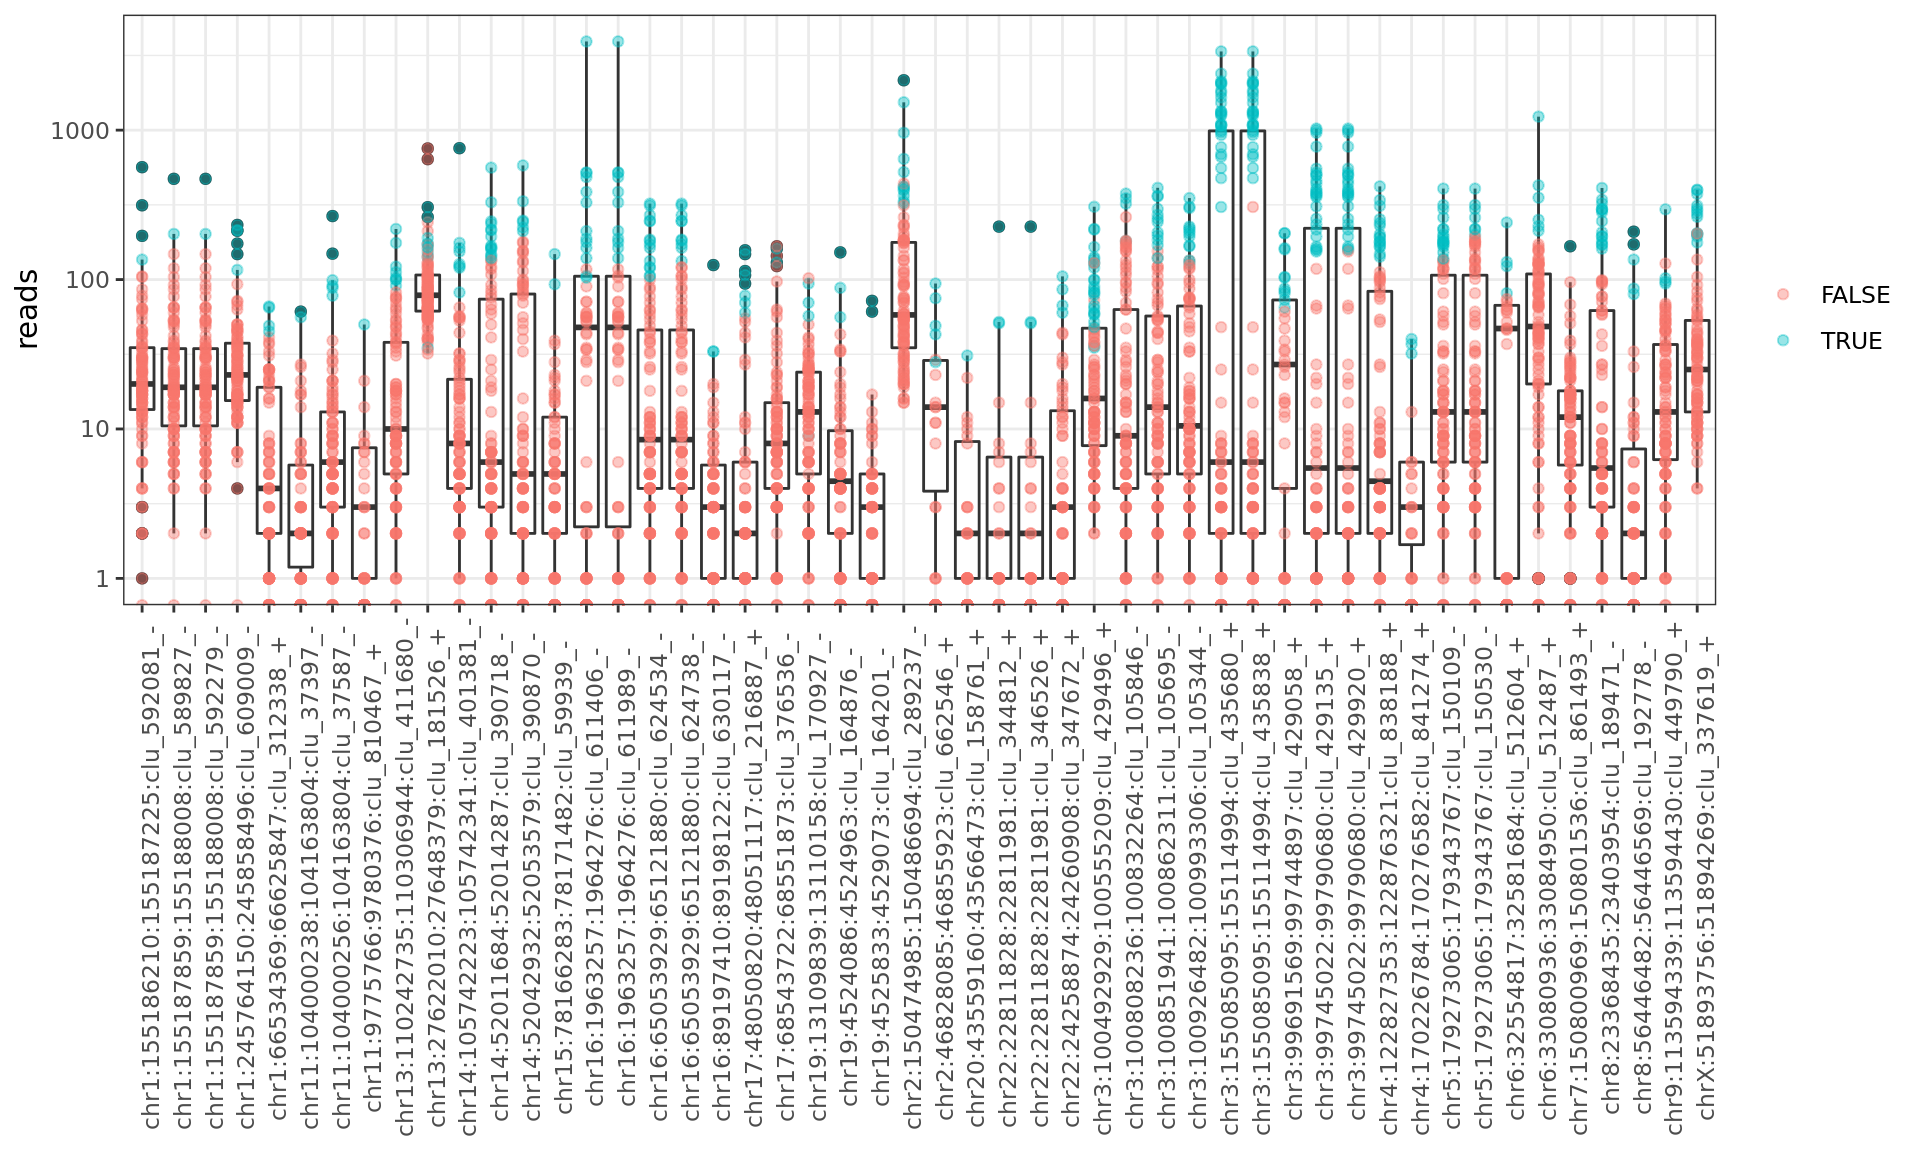 reads
1000
100
10
1
FALSE
TRUE
chr1:155186210:155187225:clu_592081_-
chr1:155187859:155188008:clu_589827_-
chr1:155187859:155188008:clu_592279_-
chr1:245764150:245858496:clu_609009_-
chr1:66534369:66625847:clu_312338_+
chr11:104000238:104163804:clu_37397_-
chr11:104000256:104163804:clu_37587_-
chr11:9775766:9780376:clu_810467_+
chr13:110242735:110306944:clu_411680_-
chr13:27622010:27648379:clu_181526_+
chr14:105742223:105742341:clu_401381_-
chr14:52011684:52014287:clu_390718_-
chr14:52042932:52053579:clu_390870_-
chr15:78166283:78171482:clu_59939_-
chr16:1963257:1964276:clu_611406_-
chr16:1963257:1964276:clu_611989_-
chr16:65053929:65121880:clu_624534_-
chr16:65053929:65121880:clu_624738_-
chr16:89197410:89198122:clu_630117_-
chr17:48050820:48051117:clu_216887_+
chr17:68543722:68551873:clu_376536_-
chr19:13109839:13110158:clu_170927_-
chr19:4524086:4524963:clu_164876_-
chr19:4525833:4529073:clu_164201_-
chr2:150474985:150486694:clu_289237_-
chr2:46828085:46855923:clu_662546_+
chr20:43559160:43566473:clu_158761_+
chr22:22811828:22811981:clu_344812_+
chr22:22811828:22811981:clu_346526_+
chr22:24258874:24260908:clu_347672_+
chr3:100492929:100555209:clu_429496_+
chr3:100808236:100832264:clu_105846_-
chr3:100851941:100862311:clu_105695_-
chr3:100926482:100993306:clu_105344_-
chr3:155085095:155114994:clu_435680_+
chr3:155085095:155114994:clu_435838_+
chr3:99691569:99744897:clu_429058_+
chr3:99745022:99790680:clu_429135_+
chr3:99745022:99790680:clu_429920_+
chr4:122827353:122876321:clu_838188_+
chr4:170226784:170276582:clu_841274_+
chr5:179273065:179343767:clu_150109_-
chr5:179273065:179343767:clu_150530_-
chr6:32554817:32581684:clu_512604_+
chr6:33080936:33084950:clu_512487_+
chr7:150800969:150801536:clu_861493_+
chr8:23368435:23403954:clu_189471_-
chr8:56446482:56446569:clu_192778_-
chr9:113594339:113594430:clu_449790_+
chrX:51893756:51894269:clu_337619_+